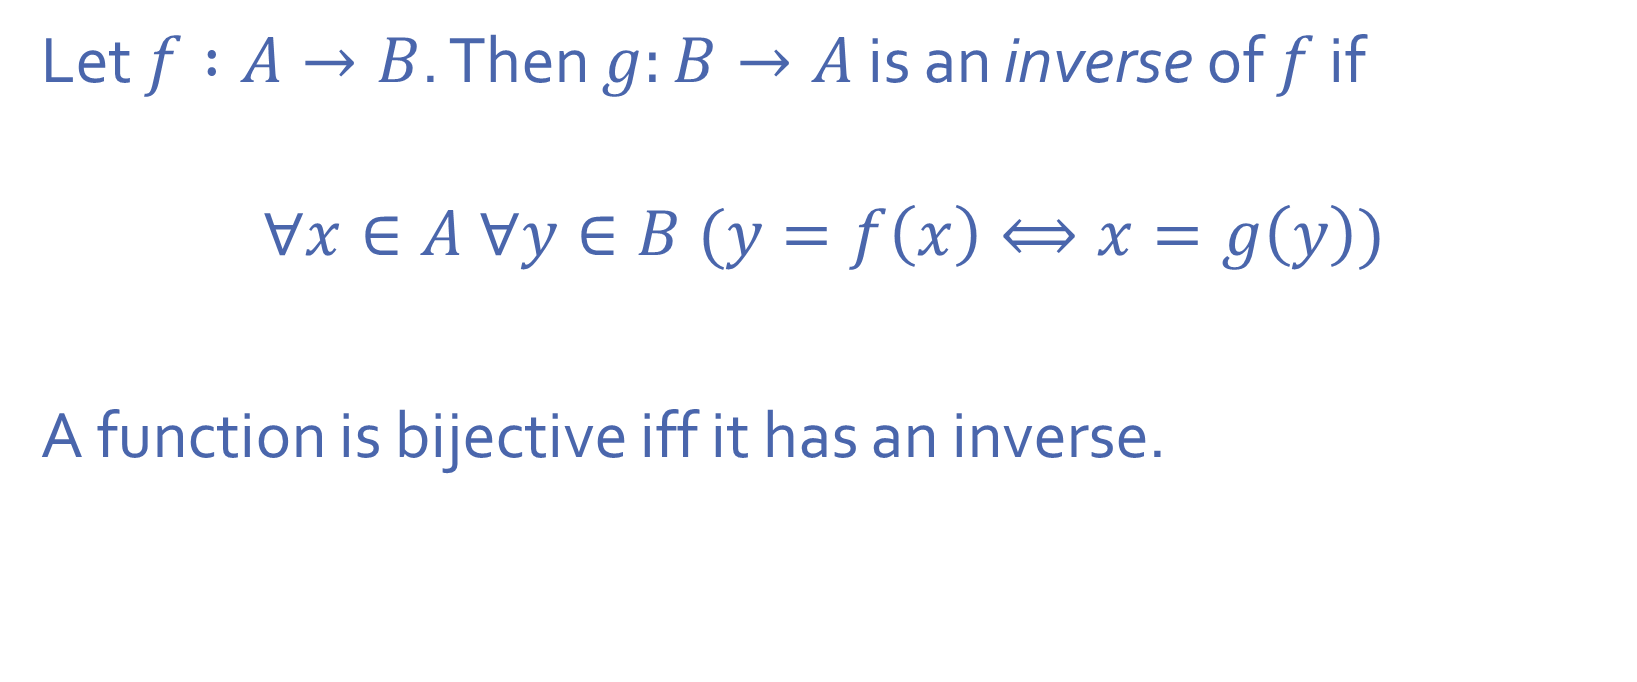 Let 𝑓 : 𝐴 → 𝐵. Then 𝑔: 𝐵 → 𝐴 is an inverse of 𝑓 if
∀𝑥 ∈ 𝐴 ∀𝑦 ∈ 𝐵 (𝑦 = 𝑓(𝑥) ⟺ 𝑥 = 𝑔(𝑦))
A function is bijective iff it has an inverse.